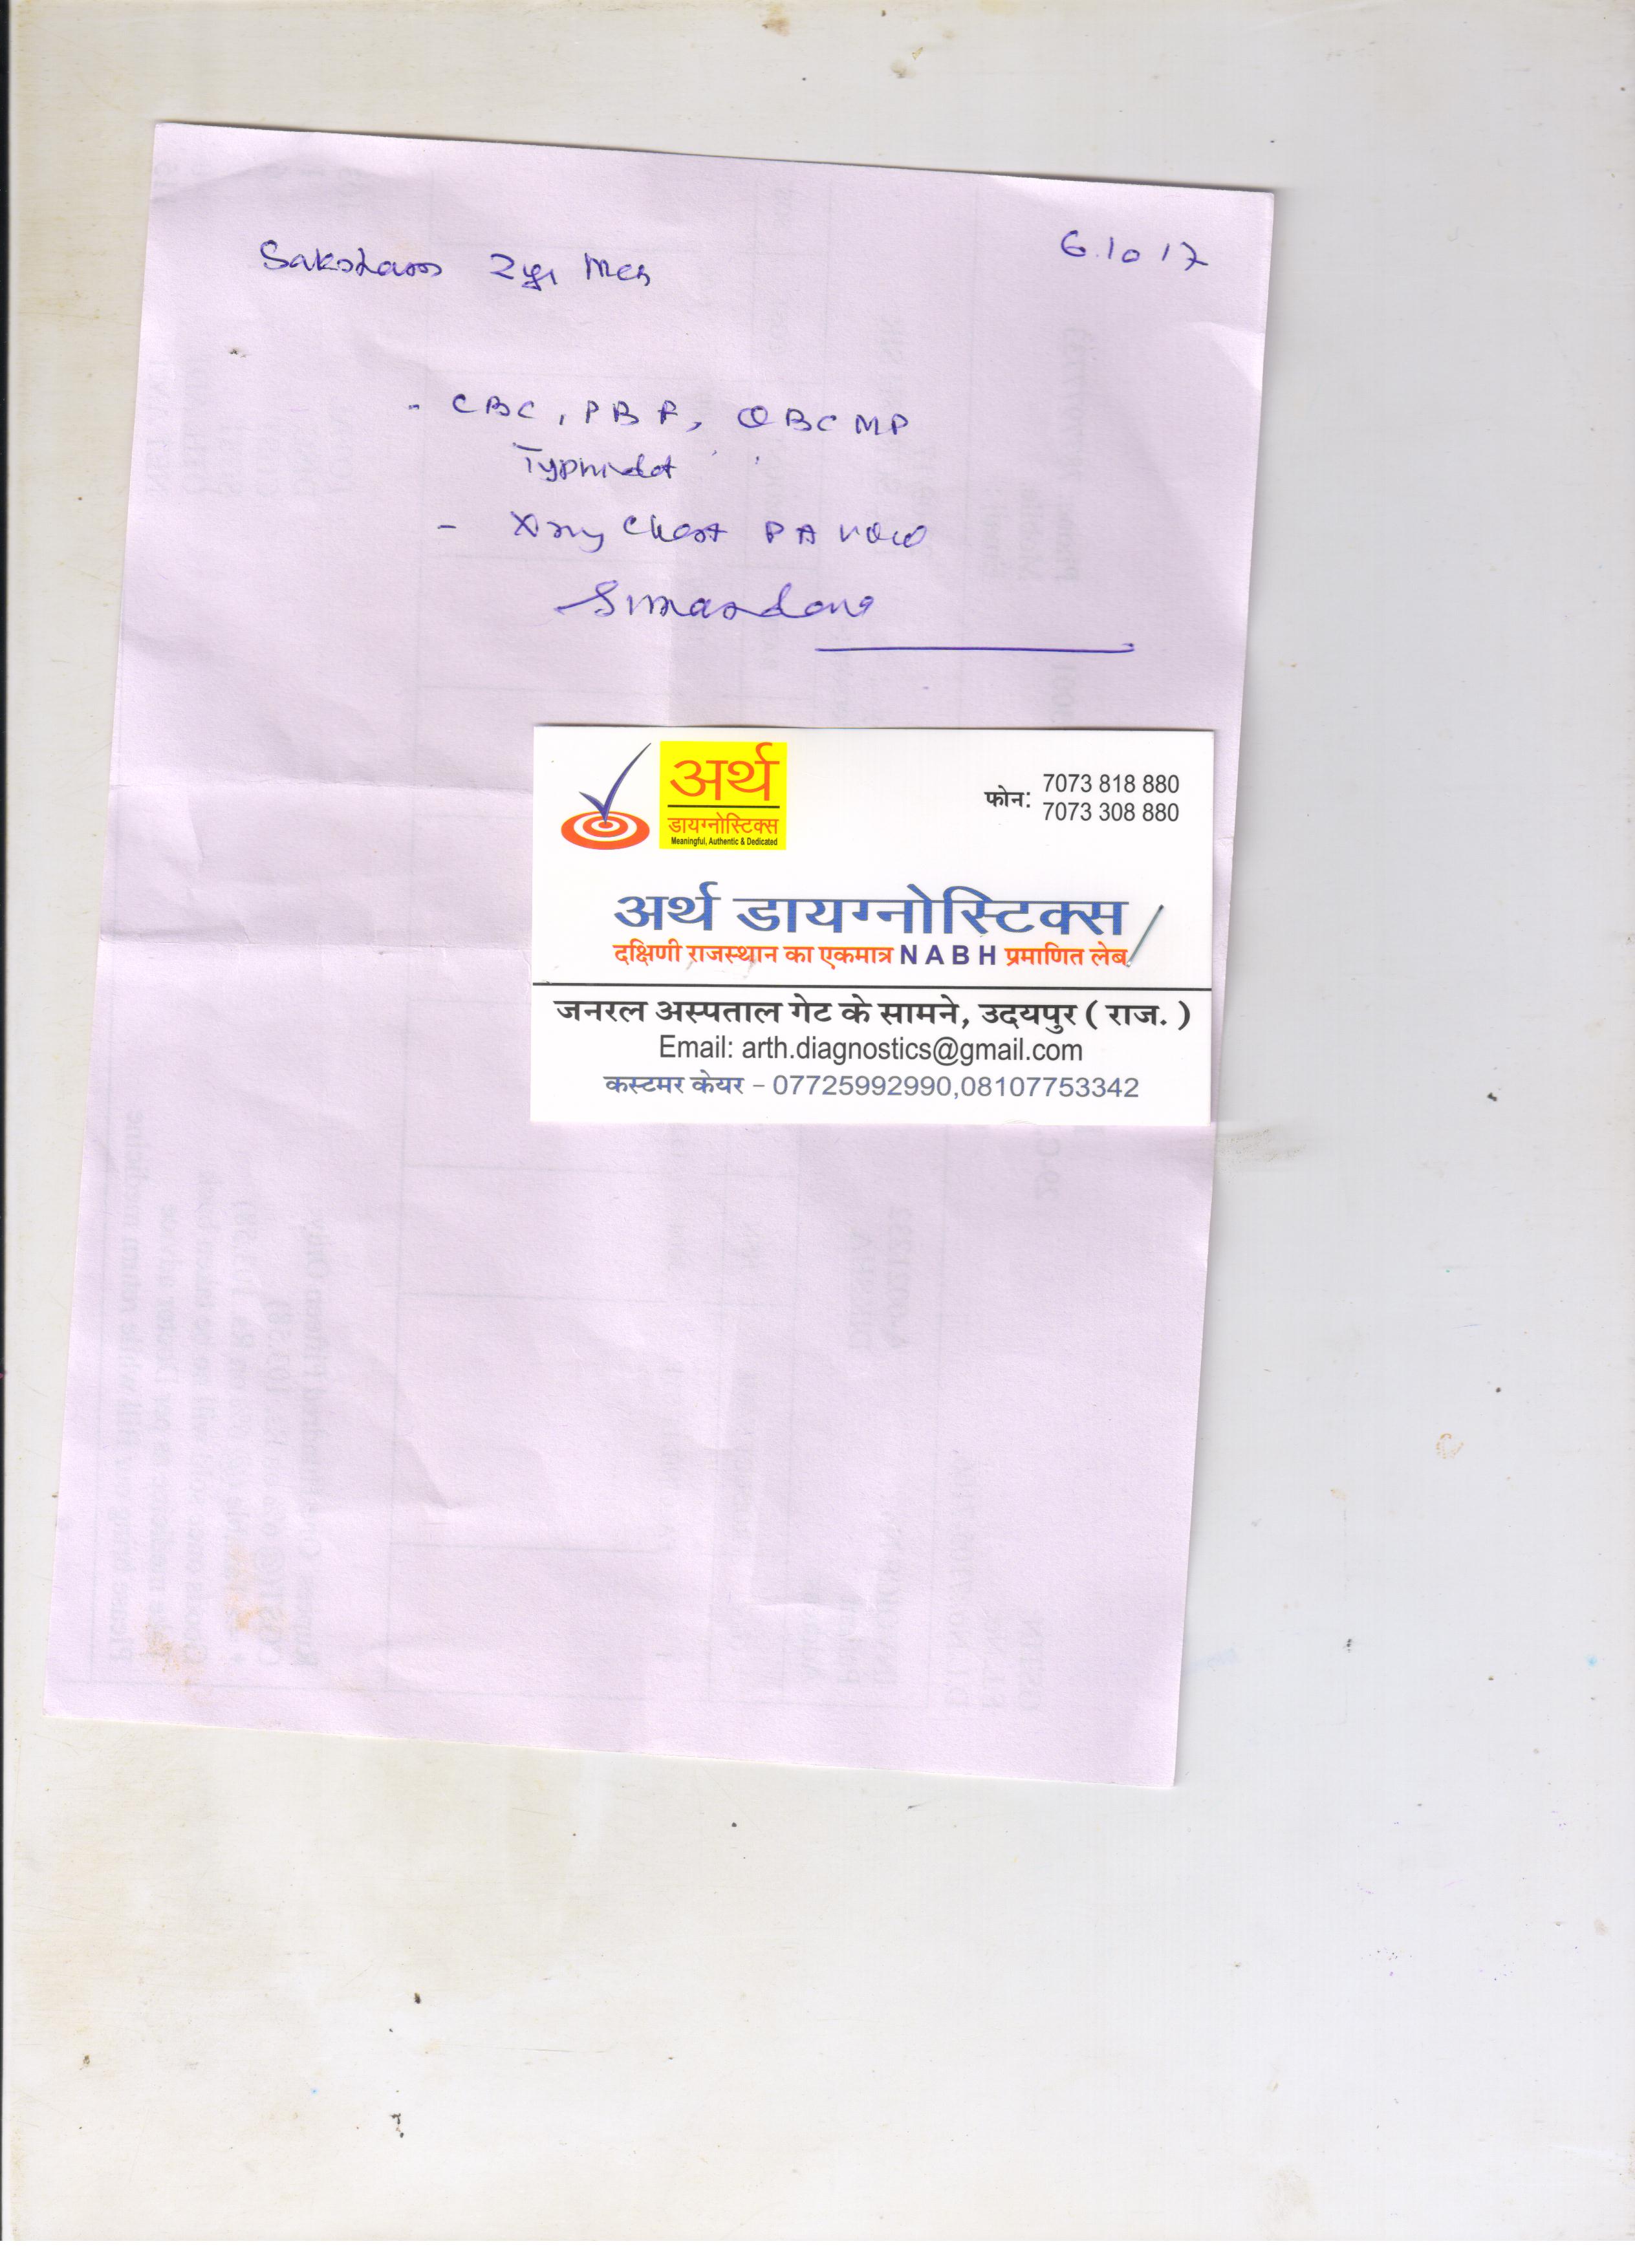 Saksham 2yr Mch
6.10 17
- CBC, PBF, QBC MP
Typhidot
- Xray Chest PA view
अर्थ
डायग्नोस्टिक्स
Meaningful, Authentic & Dedicated
फोन: 7073 818 880
7073 308 880
अर्थ डायग्नोस्टिक्स
दक्षिणी राजस्थान का एकमात्र NABH प्रमाणित लेब
जनरल अस्पताल गेट के सामने, उदयपुर ( राज. )
Email: arth.diagnostics@gmail.com
कस्टमर केयर – 07725992990,08107753342